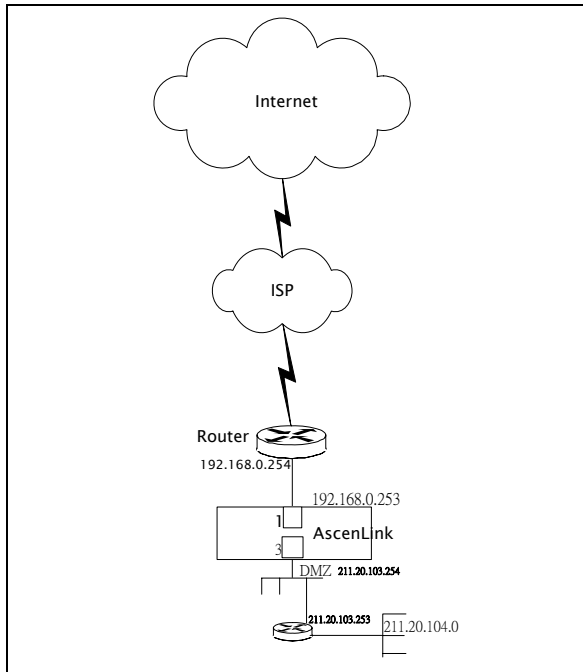 Internet
ISP
Router
192.168.0.254
192.168.0.253
1
AscenLink
3
DMZ 211.20.103.254
211.20.103.253
211.20.104.0